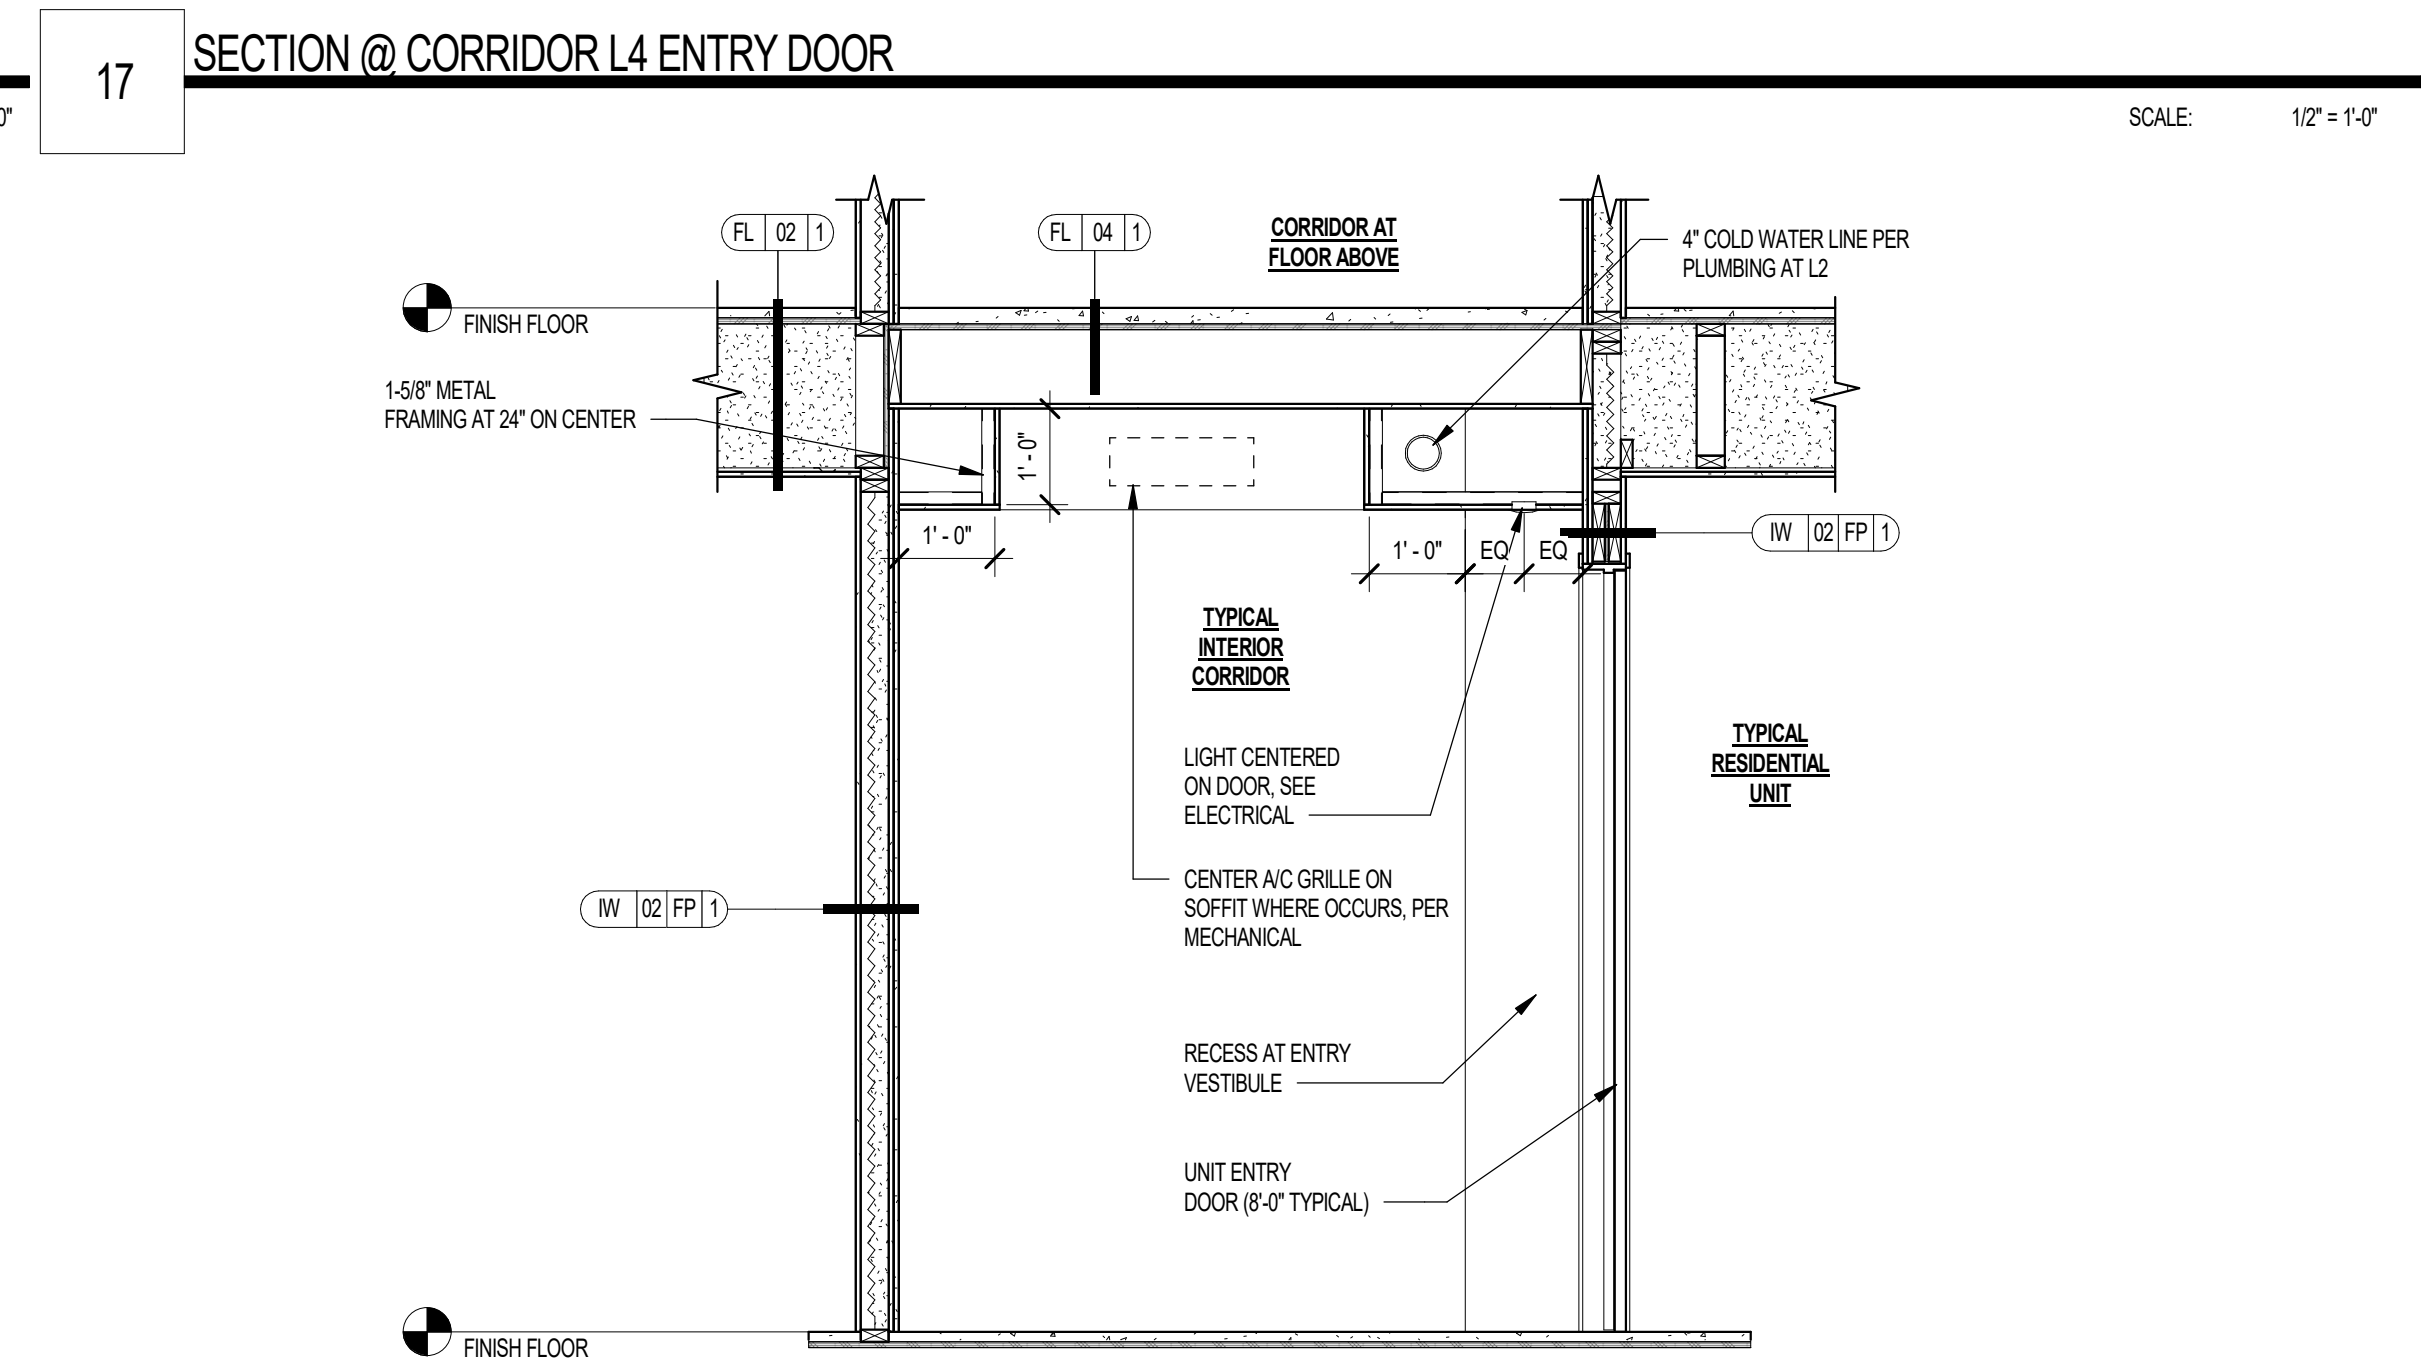 17
SECTION @ CORRIDOR L4 ENTRY DOOR
0"
SCALE: 1/2" = 1'-0"
FL 02 1
FL 04 1
CORRIDOR AT
FLOOR ABOVE
4" COLD WATER LINE PER
PLUMBING AT L2
FINISH FLOOR
1-5/8" METAL
FRAMING AT 24" ON CENTER
1' - 0"
1' - 0"
1' - 0"
EQ
EQ
IW 02 FP 1
TYPICAL
INTERIOR
CORRIDOR
TYPICAL
RESIDENTIAL
UNIT
LIGHT CENTERED
ON DOOR, SEE
ELECTRICAL
CENTER A/C GRILLE ON
SOFFIT WHERE OCCURS, PER
MECHANICAL
IW 02 FP 1
RECESS AT ENTRY
VESTIBULE
UNIT ENTRY
DOOR (8'-0" TYPICAL)
FINISH FLOOR